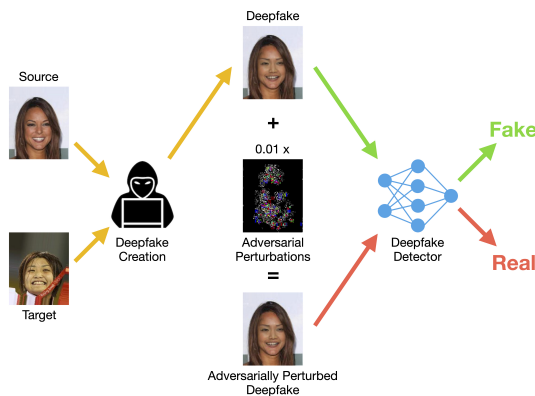 Deepfake
Source
+
0.01 x
Fake
Deepfake
Creation
Adversarial
Perturbations
Deepfake
Detector
=
Real
Target
Adversarially Perturbed
Deepfake